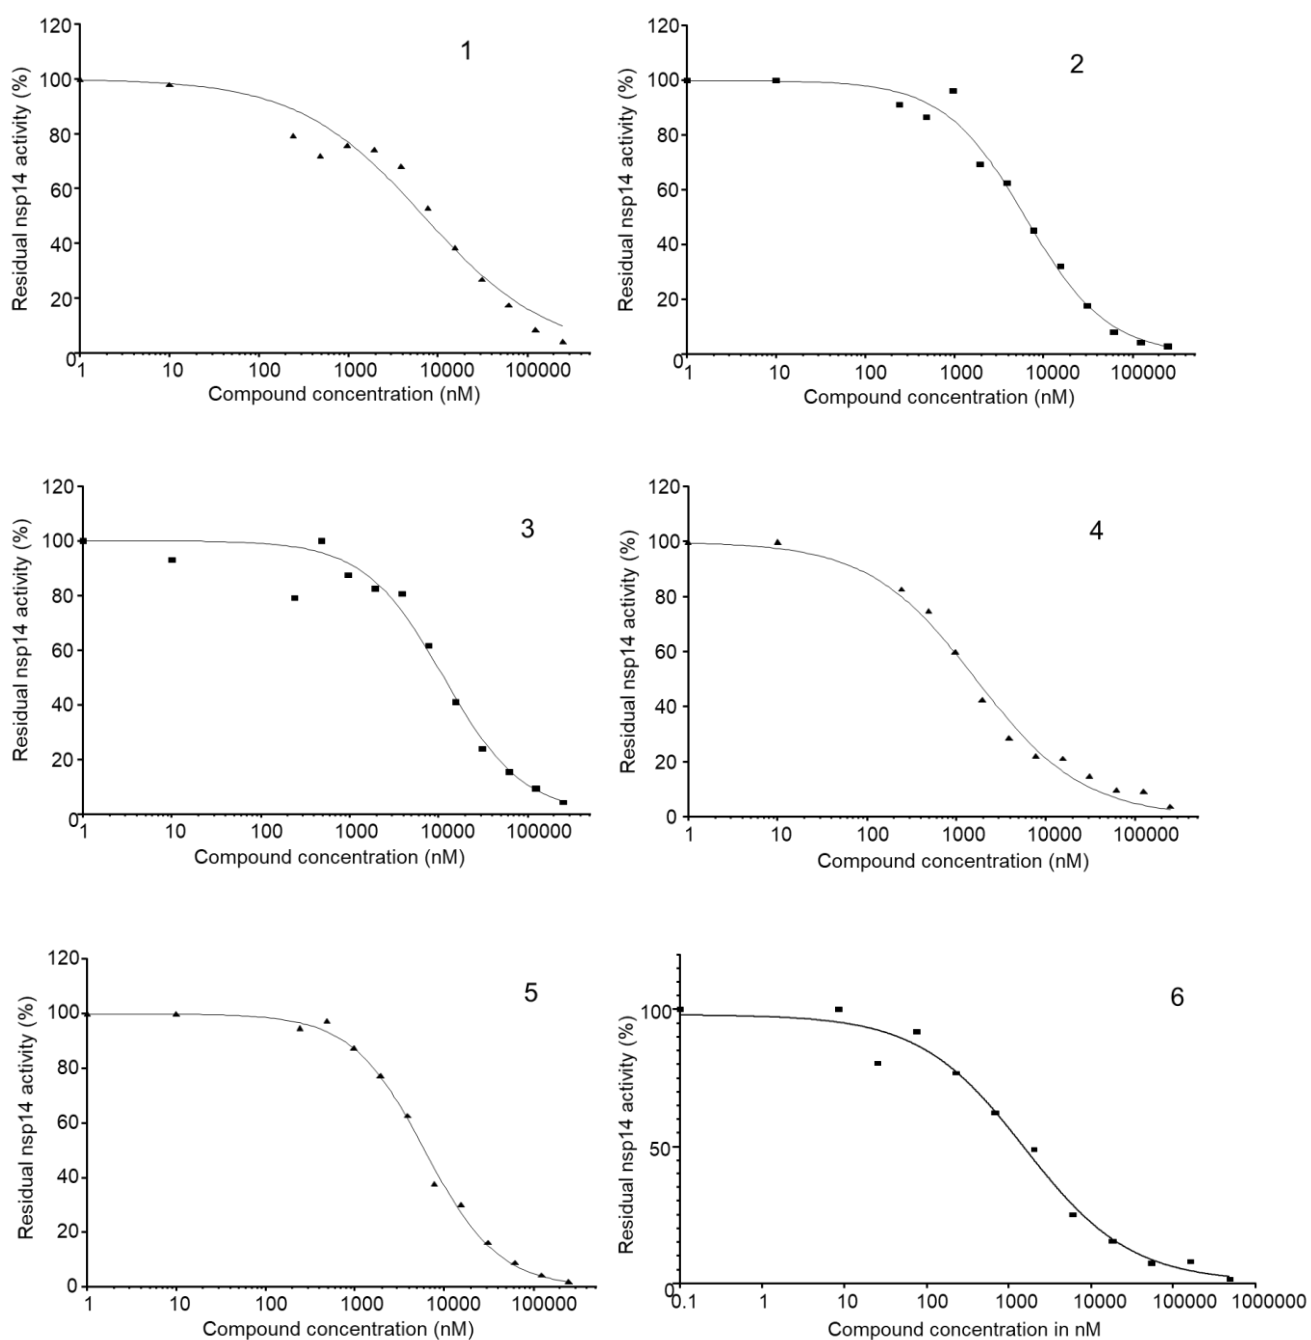 1
Residual nsp14 activity (%)
120
100
80
60
40
20
0
1 10 100 1000 10000 100000
Compound concentration (nM)
2
Residual nsp14 activity (%)
120
100
80
60
40
20
0
1 10 100 1000 10000 100000
Compound concentration (nM)
3
Residual nsp14 activity (%)
120
100
80
60
40
20
0
1 10 100 1000 10000 100000
Compound concentration (nM)
4
Residual nsp14 activity (%)
120
100
80
60
40
20
0
1 10 100 1000 10000 100000
Compound concentration (nM)
5
Residual nsp14 activity (%)
120
100
80
60
40
20
0
1 10 100 1000 10000 100000
Compound concentration (nM)
6
Residual nsp14 activity (%)
100
50
0
0.1 1 10 100 1000 10000 100000 1000000
Compound concentration in nM